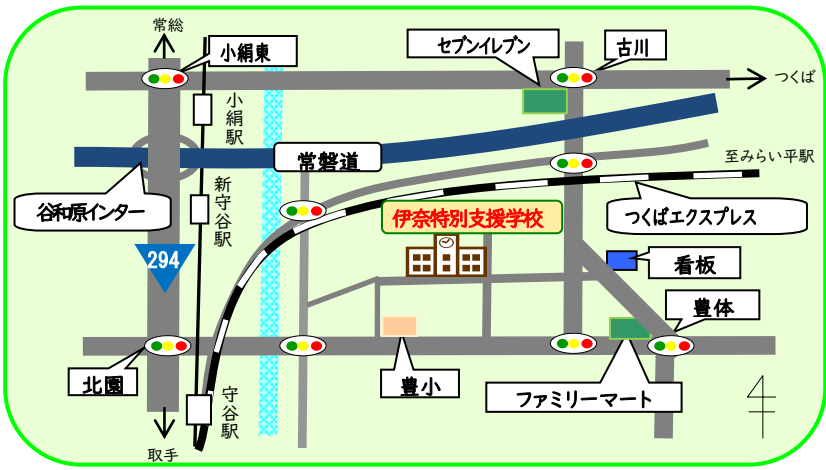 常総
小絹東
セブンイレブン
古川
つくば
小絹駅
常磐道
至みらい平駅
谷和原インター
新守谷駅
伊奈特別支援学校
つくばエクスプレス
294
看板
豊体
北園
豊小
ファミリーマート
守谷駅
取手